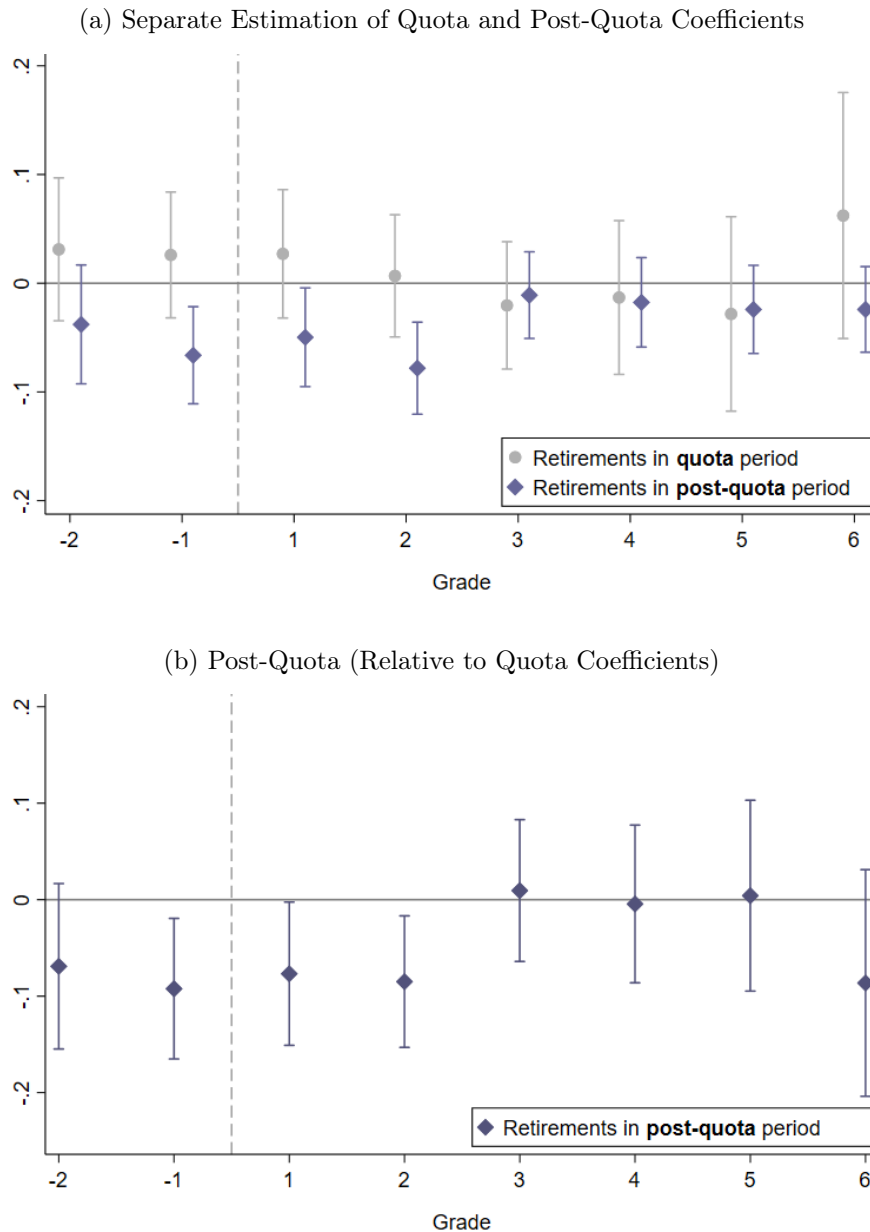 (a) Separate Estimation of Quota and Post-Quota Coefficients
.2
.1
0
-.1
-.2
Retirements in quota period
Retirements in post-quota period
-2 -1 1 2 3 4 5 6
Grade
(b) Post-Quota (Relative to Quota Coefficients)
.2
.1
0
-.1
-.2
Retirements in post-quota period
-2 -1 1 2 3 4 5 6
Grade